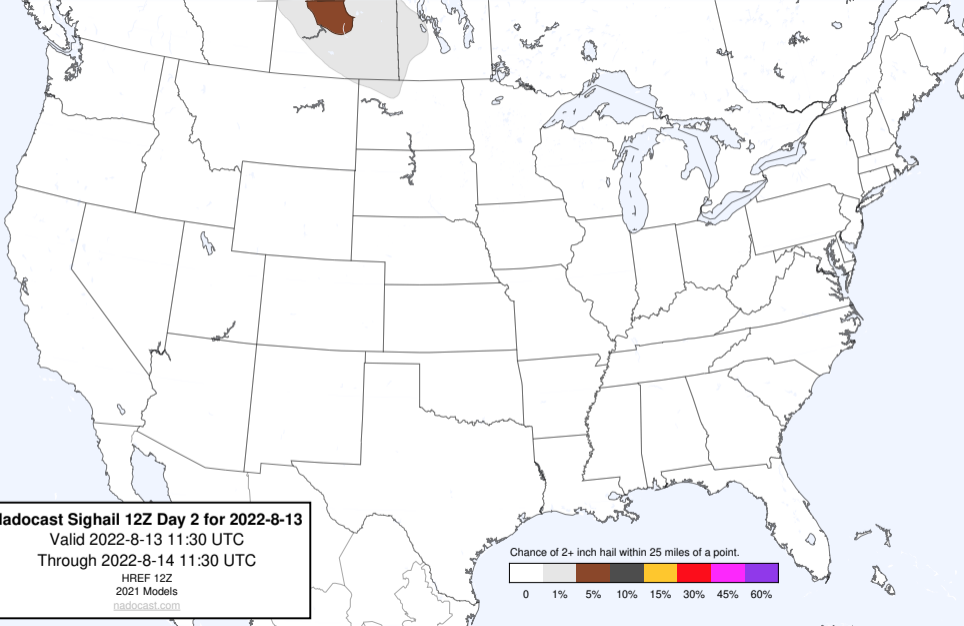 adocast Sighail 12Z Day 2 for 2022-8-13
Valid 2022-8-13 11:30 UTC
Through 2022-8-14 11:30 UTC
HREF 12Z
2021 Models
nadocast.com
Chance of 2+ inch hail within 25 miles of a point.
0 1% 5% 10% 15% 30% 45% 60%